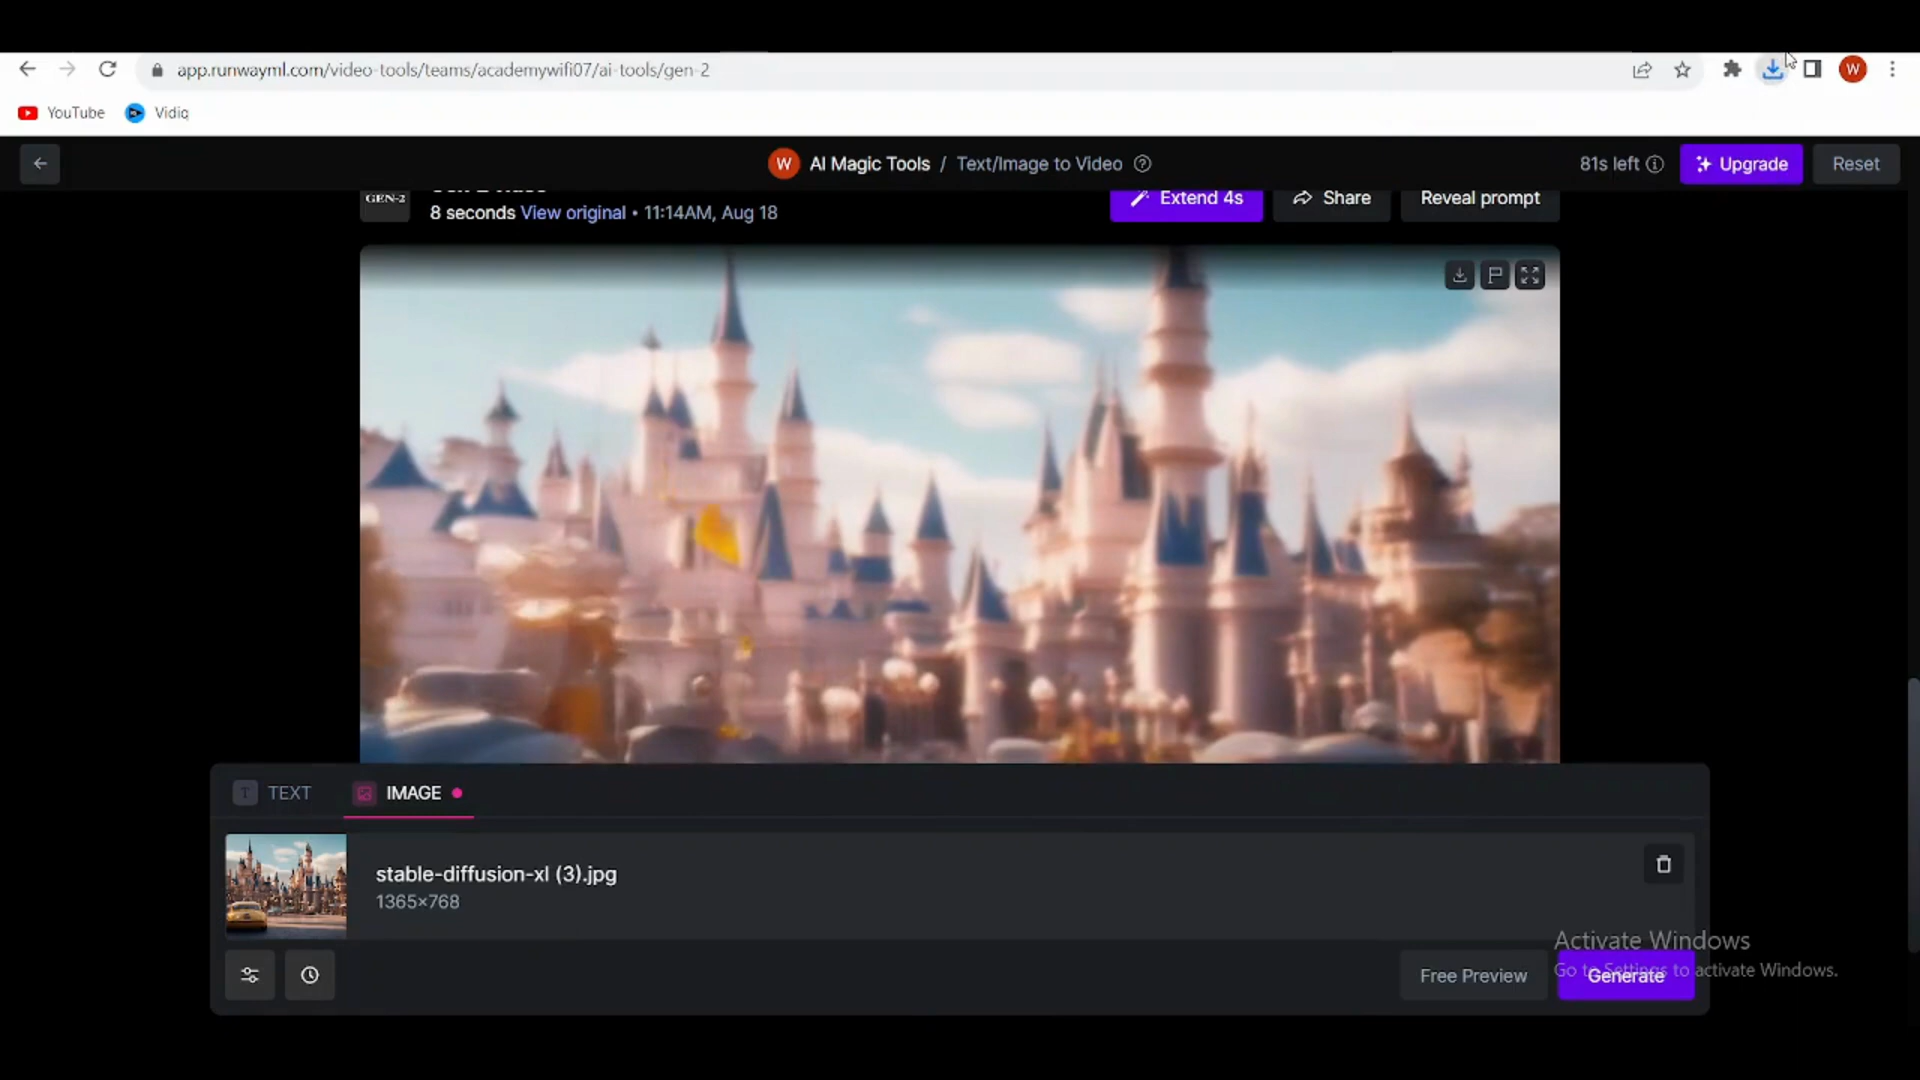 app.runwayml.com/video-tools/teams/academywifi07/ai-tools/gen-2
W
YouTube
Vidiq
W AI Magic Tools / Text/Image to Video
81s left
Upgrade
Reset
GEN-2
8 seconds View original • 11:14AM, Aug 18
Extend 4s
Share
Reveal prompt
T TEXT
IMAGE
stable-diffusion-xl (3).jpg
1365×768
Free Preview
Generate
Activate Windows
Go to Settings to activate Windows.